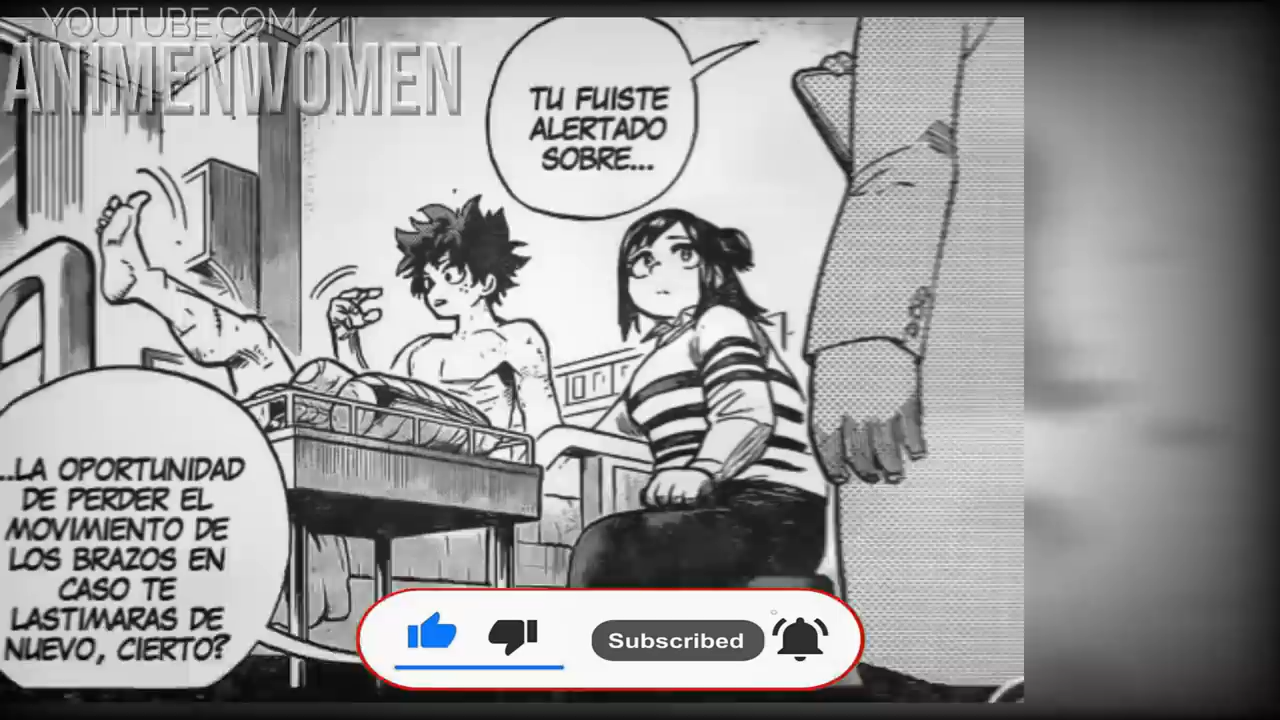 YOUTUBE.COM/
ANIMENWOMEN
TU FUISTE
ALERTADO
SOBRE...
...LA OPORTUNIDAD
DE PERDER EL
MOVIMIENTO DE
LOS BRAZOS EN
CASO TE
LASTIMARAS DE
NUEVO, CIERTO?
Subscribed